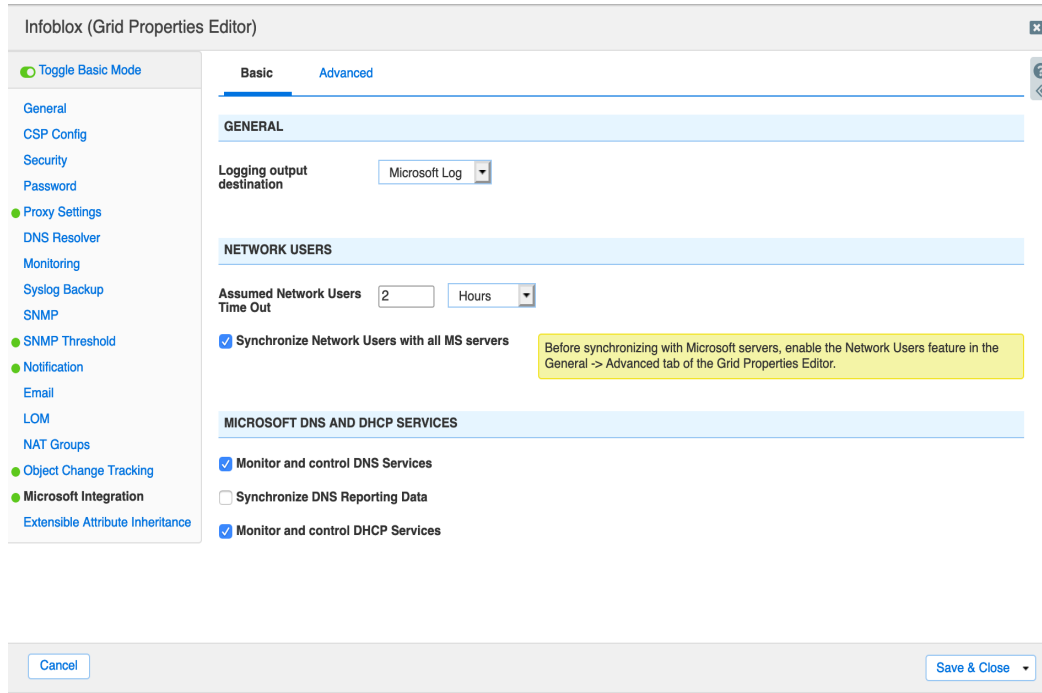 Infoblox (Grid Properties Editor)
Toggle Basic Mode
General
CSP Config
Security
Password
Proxy Settings
DNS Resolver
Monitoring
Syslog Backup
SNMP
SNMP Threshold
Notification
Email
LOM
NAT Groups
Object Change Tracking
Microsoft Integration
Extensible Attribute Inheritance
Basic
Advanced
GENERAL
Logging output
destination
Microsoft Log
NETWORK USERS
Assumed Network Users
Time Out
2
Hours
Synchronize Network Users with all MS servers
Before synchronizing with Microsoft servers, enable the Network Users feature in the
General -> Advanced tab of the Grid Properties Editor.
MICROSOFT DNS AND DHCP SERVICES
Monitor and control DNS Services
Synchronize DNS Reporting Data
Monitor and control DHCP Services
Cancel
Save & Close